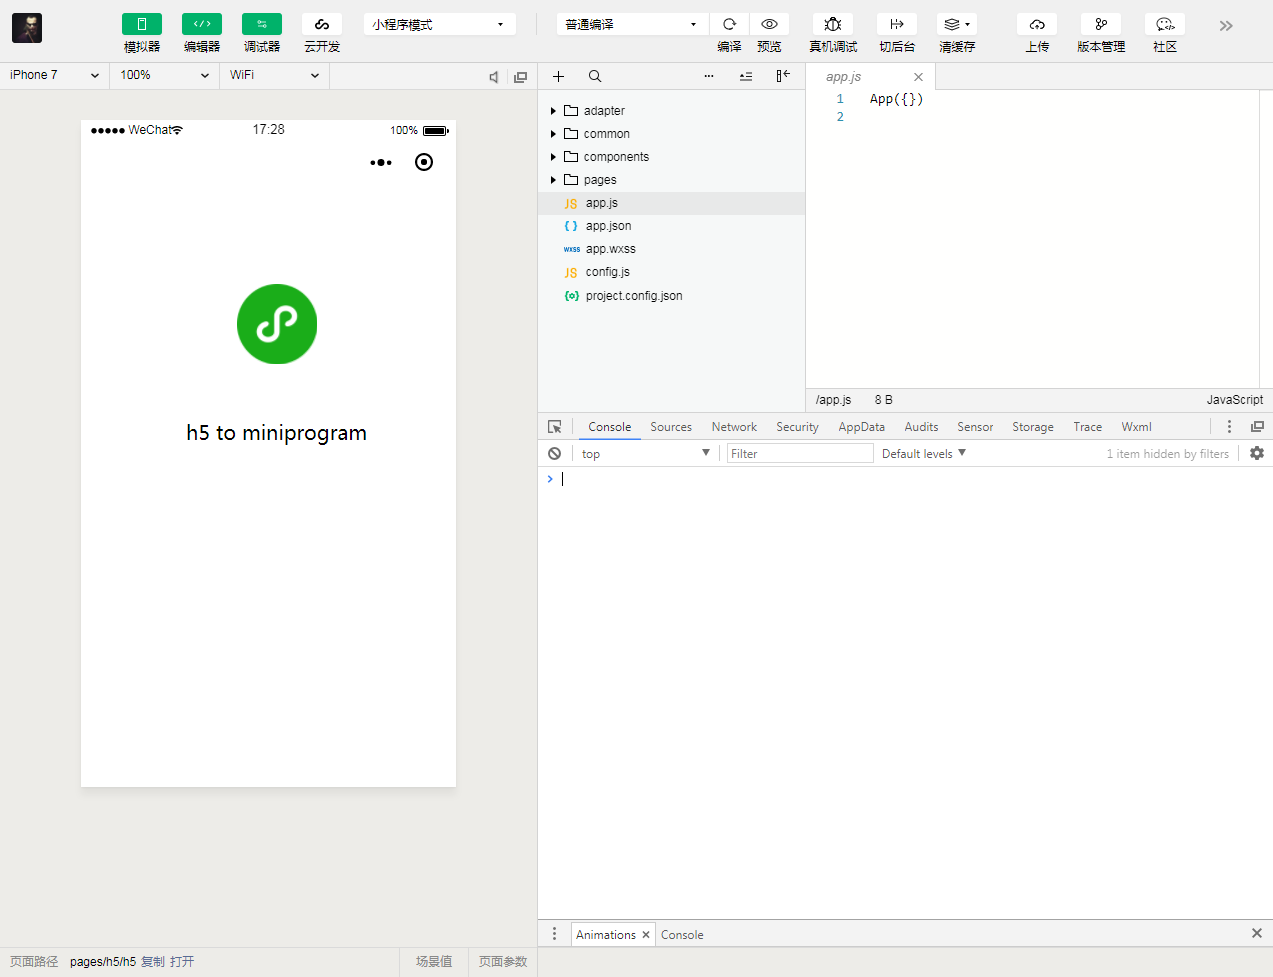 模拟器 编辑器 调试器 云开发 小程序模式 普通编译 编译 预览 真机调试 切后台 清缓存 上传 版本管理 社区
iPhone 7 100% WiFi
WeChat 17:28 100%
h5 to miniprogram
页面路径 pages/h5/h5 复制 打开 场景值 页面参数
adapter
common
components
pages
JS app.js
{ } app.json
wxss app.wxss
JS config.js
{o} project.config.json
app.js
1 App({})
2
/app.js 8 B JavaScript
Console Sources Network Security AppData Audits Sensor Storage Trace Wxml
top Filter Default levels 1 item hidden by filters
Animations Console